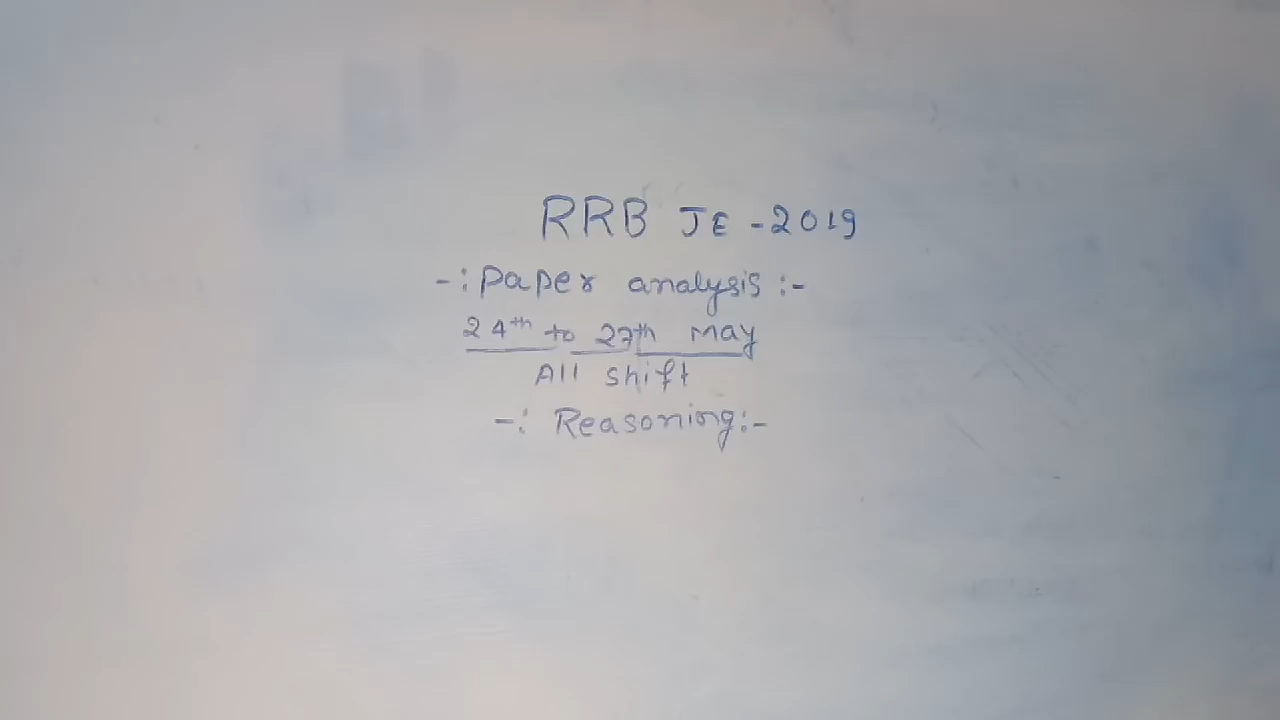 RRB JE -2019
-: Paper analysis :-
24th to 27th May
All shift
-: Reasoning:-